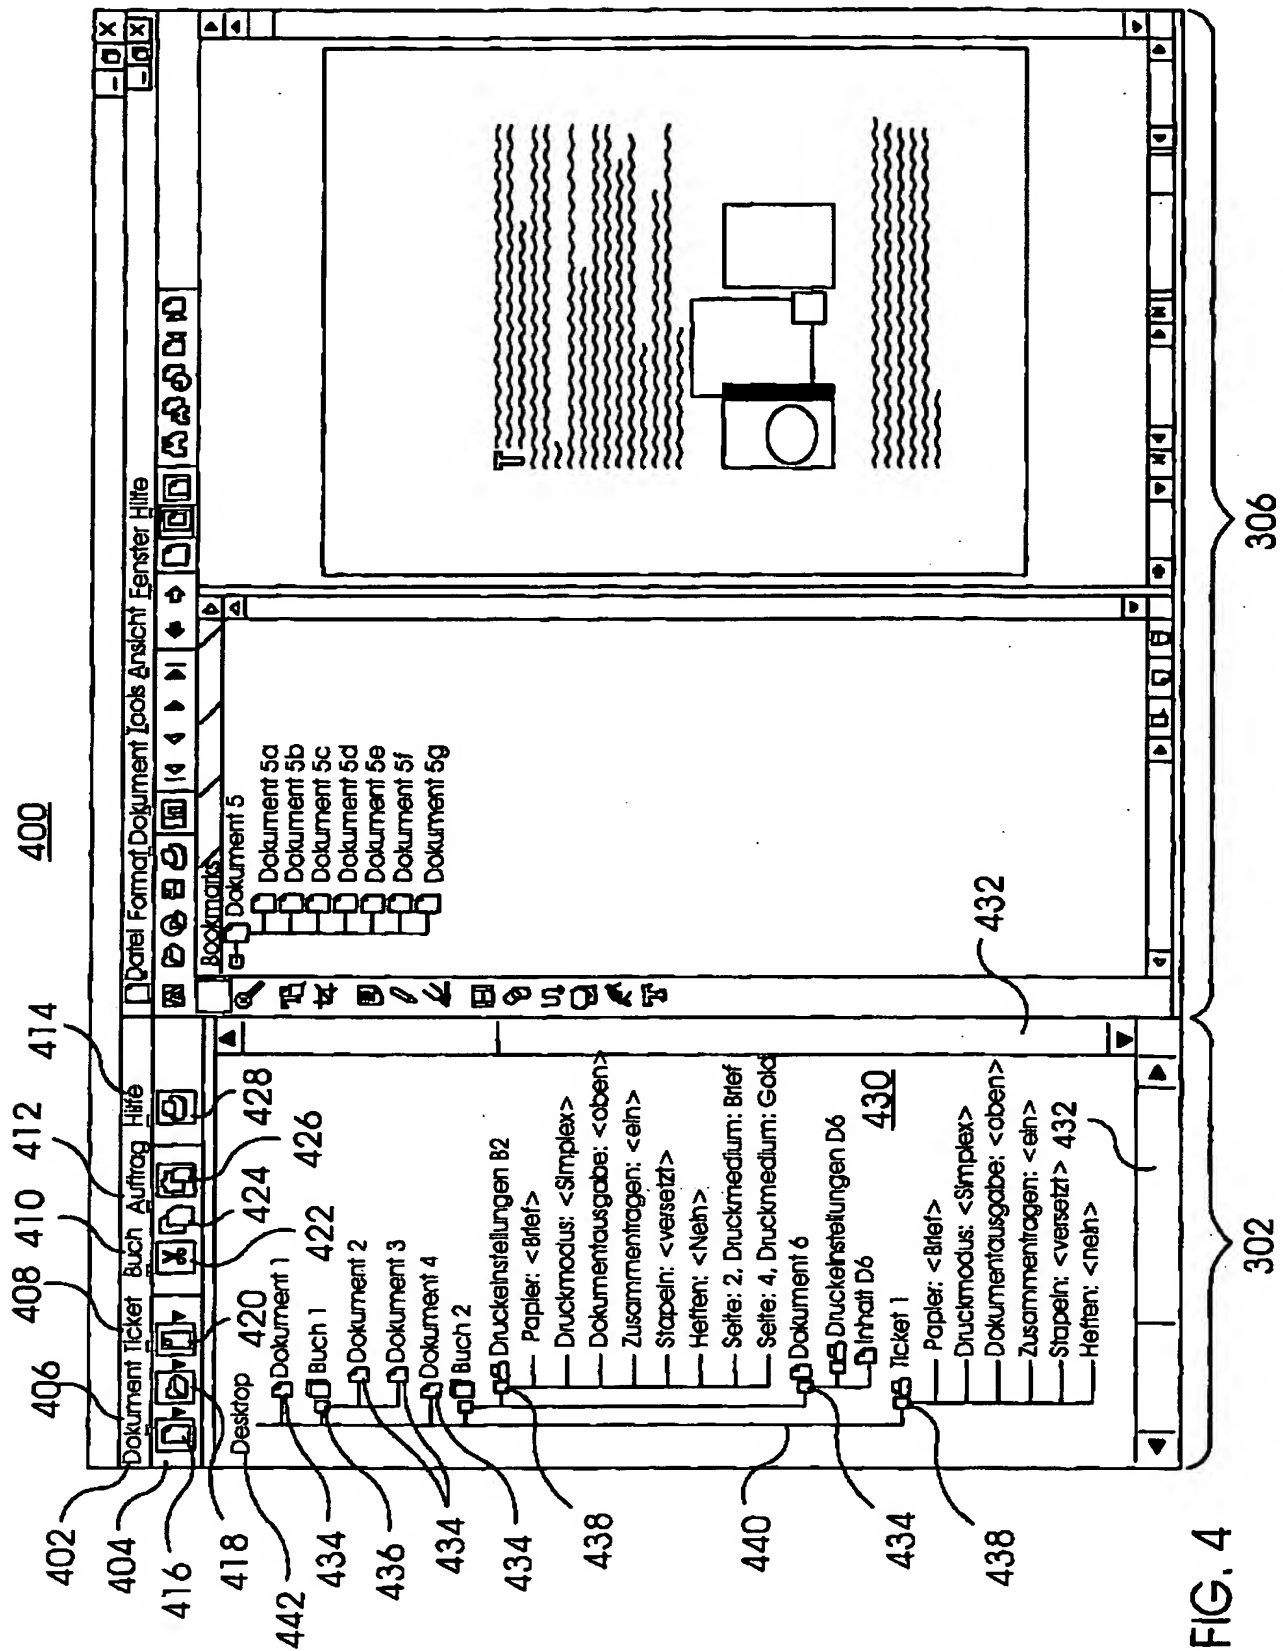 400
402
406
408
410
412
414
Dokument Ticket Buch Auftrag Hilfe
Datei Format Dokument Tools Ansicht Fenster Hilfe
404
416
418
420
422
424
426
428
442
Desktop
Dokument 1
Buch 1
Dokument 2
Dokument 3
Dokument 4
Buch 2
Druckeinstellungen B2
Papier: <Brief>
Druckmodus: <Simplex>
Dokumentausgabe: <oben>
Zusammentragen: <ein>
Stapeln: <versetzt>
Heften: <Nein>
Seite: 2, Druckmedium: Brief
Seite: 4, Druckmedium: Gold
Dokument 6
Druckeinstellungen D6
Inhalt D6
Ticket 1
Papier: <Brief>
Druckmodus: <Simplex>
Dokumentausgabe: <oben>
Zusammentragen: <ein>
Stapeln: <versetzt>
Heften: <nein>
434
436
434
434
438
440
434
438
430
432
432
Bookmarks
Dokument 5
Dokument 5a
Dokument 5b
Dokument 5c
Dokument 5d
Dokument 5e
Dokument 5f
Dokument 5g
T
302
306
FIG. 4